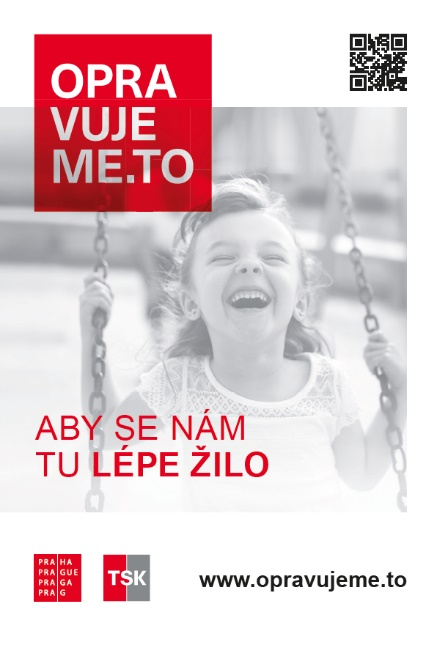 OPRA
VUJE
ME.TO
ABY SE NÁM
TU LÉPE ŽILO
PRA HA
PRA GUE
PRA GA
PRA G
TSK
www.opravujeme.to